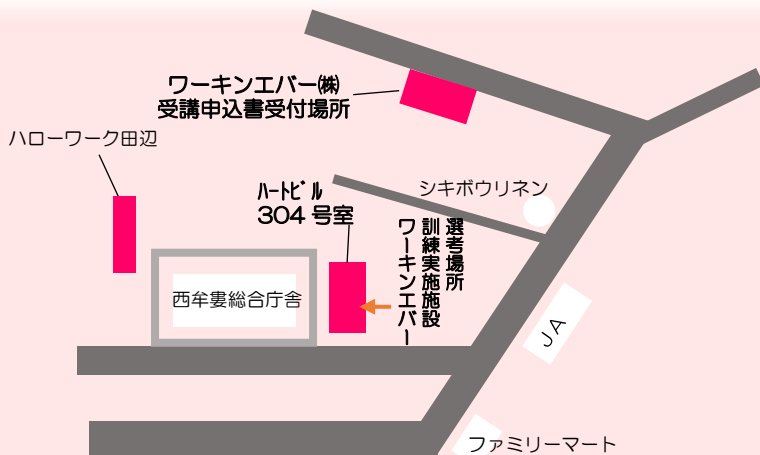 ワーキンエバー㈱
受講申込書受付場所
ハローワーク田辺
ﾊｰﾄﾋﾞﾙ
304 号室
シキボウリネン
選考場所
訓練実施施設
ワーキンエバー
西牟婁総合庁舎
JA
ファミリーマート